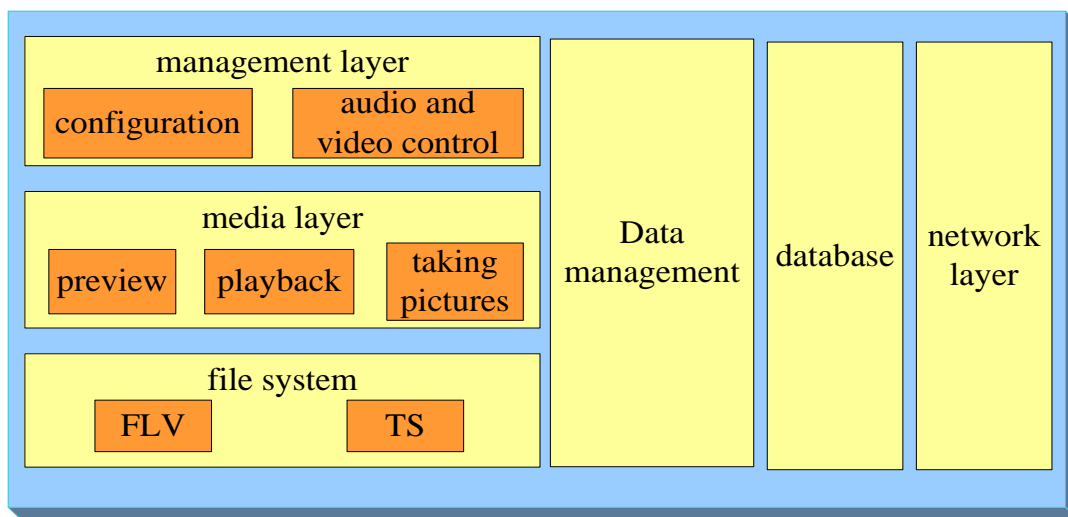 management layer
configuration
audio and
video control
media layer
preview
playback
taking
pictures
file system
FLV
TS
Data
management
database
network
layer